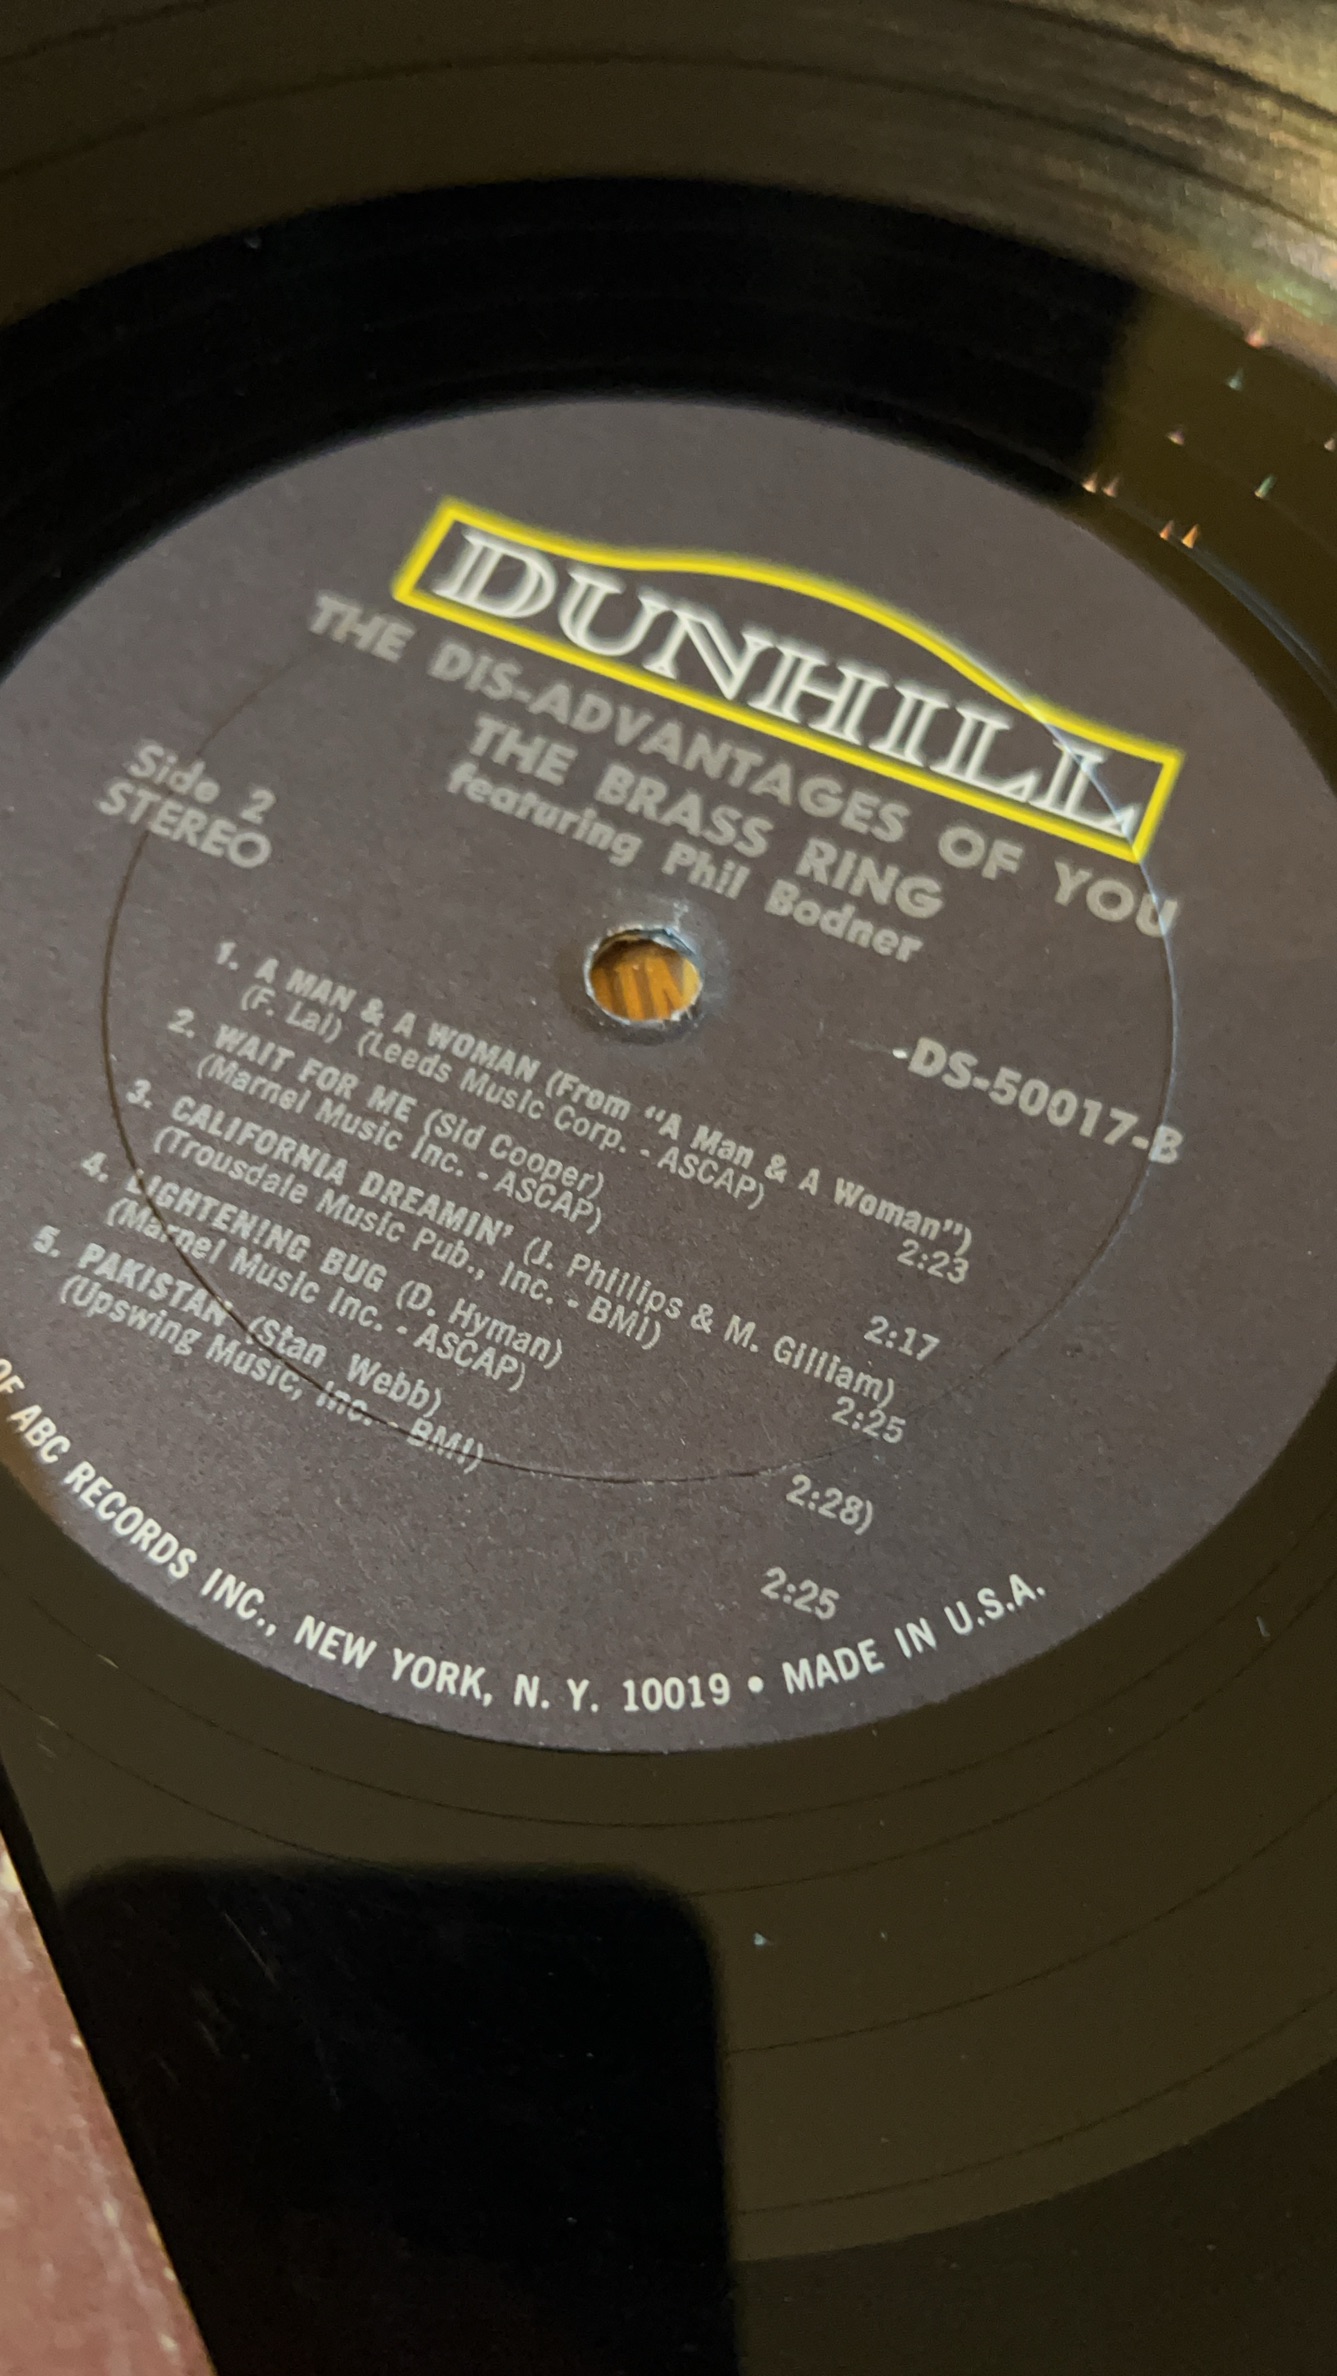 DUNHILL
THE DIS-ADVANTAGES OF YOU
THE BRASS RING
featuring Phil Bodner
Side 2
STEREO
DS-50017-B
1. A MAN & A WOMAN (From "A Man & A Woman")
(F. Lai) (Leeds Music Corp. - ASCAP) 2:23
2. WAIT FOR ME (Sid Cooper)
(Marnel Music Inc. - ASCAP) 2:17
3. CALIFORNIA DREAMIN' (J. Phillips & M. Gilliam)
(Trousdale Music Pub., Inc. - BMI) 2:25
4. LIGHTENING BUG (D. Hyman)
(Marnel Music Inc. - ASCAP) 2:28)
5. PAKISTAN (Stan Webb)
(Upswing Music, Inc. - BMI) 2:25
OF ABC RECORDS INC., NEW YORK, N. Y. 10019 • MADE IN U.S.A.